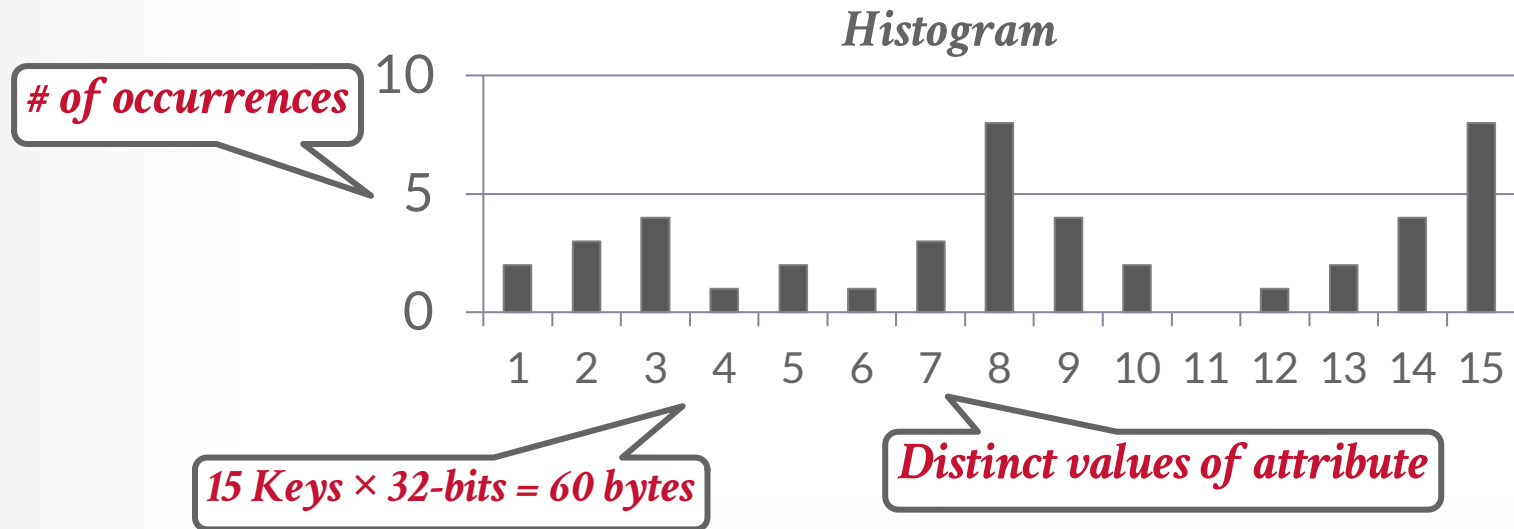 Histogram
# of occurrences
10
5
0
1 2 3 4 5 6 7 8 9 10 11 12 13 14 15
15 Keys × 32-bits = 60 bytes
Distinct values of attribute